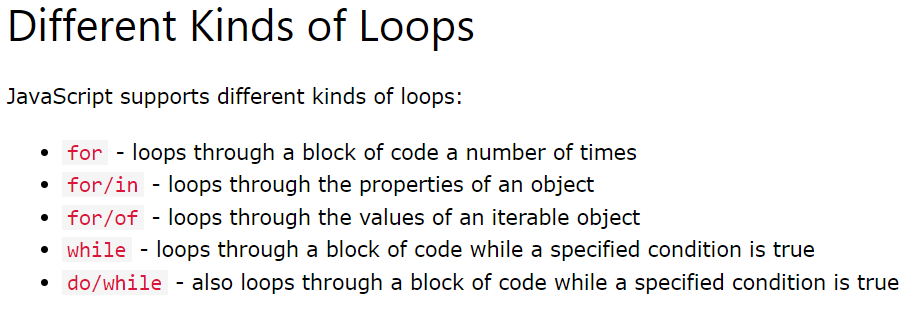 Different Kinds of Loops
JavaScript supports different kinds of loops:
• for - loops through a block of code a number of times
• for/in - loops through the properties of an object
• for/of - loops through the values of an iterable object
• while - loops through a block of code while a specified condition is true
• do/while - also loops through a block of code while a specified condition is true